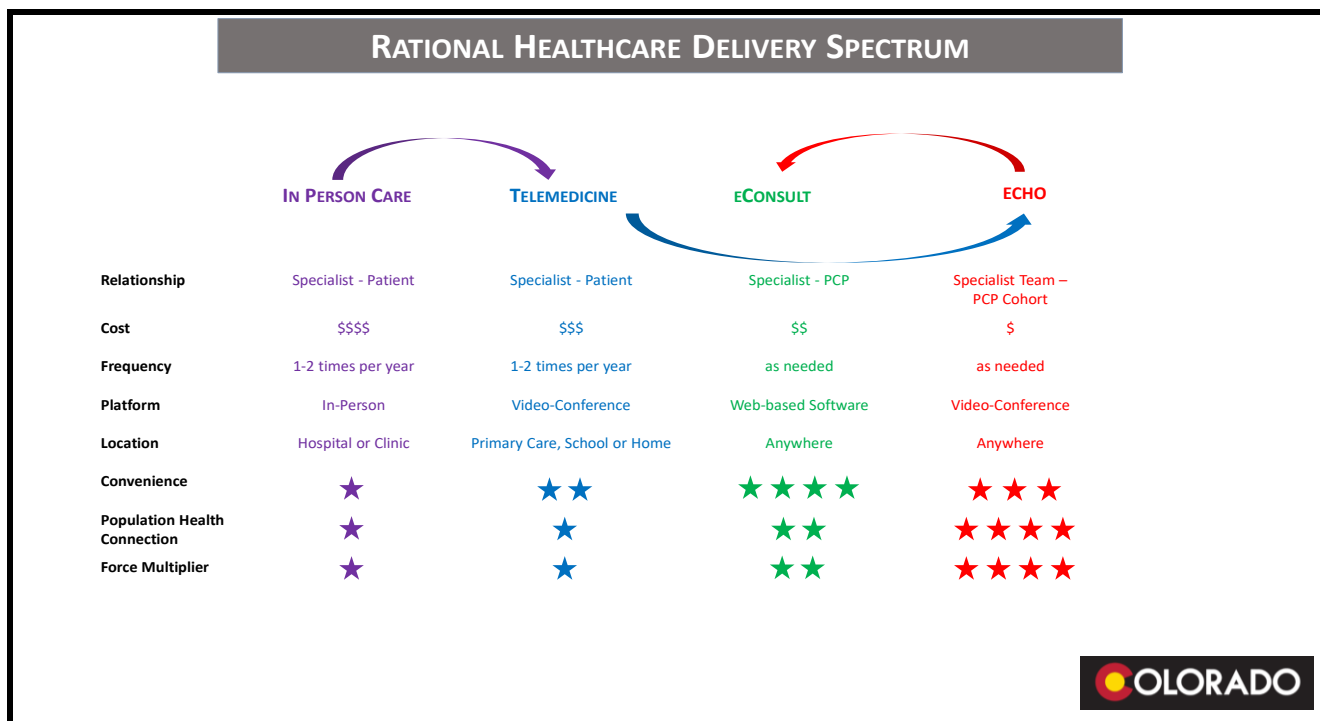 RATIONAL HEALTHCARE DELIVERY SPECTRUM
IN PERSON CARE TELEMEDICINE ECONSULT ECHO
Relationship Specialist - Patient Specialist - Patient Specialist - PCP Specialist Team –
PCP Cohort
Cost $$$$ $$$ $$ $
Frequency 1-2 times per year 1-2 times per year as needed as needed
Platform In-Person Video-Conference Web-based Software Video-Conference
Location Hospital or Clinic Primary Care, School or Home Anywhere Anywhere
Convenience
Population Health
Connection
Force Multiplier
COLORADO